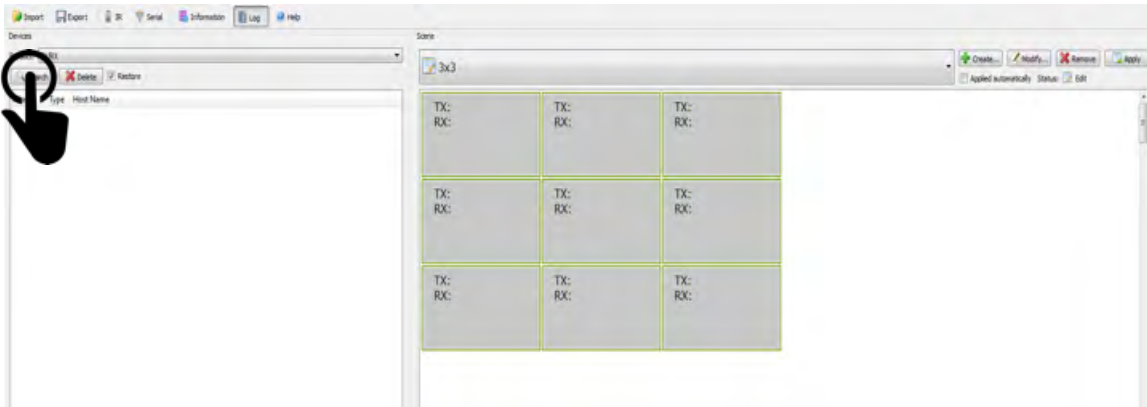 Import Export IR Serial Information Log Help
Devices
Scene
3x3
Create... Modify... Remove Apply
Delete Restore
Applied automatically Status: Edit
Type Host Name
TX: TX: TX:
RX: RX: RX:
TX: TX: TX:
RX: RX: RX:
TX: TX: TX:
RX: RX: RX: